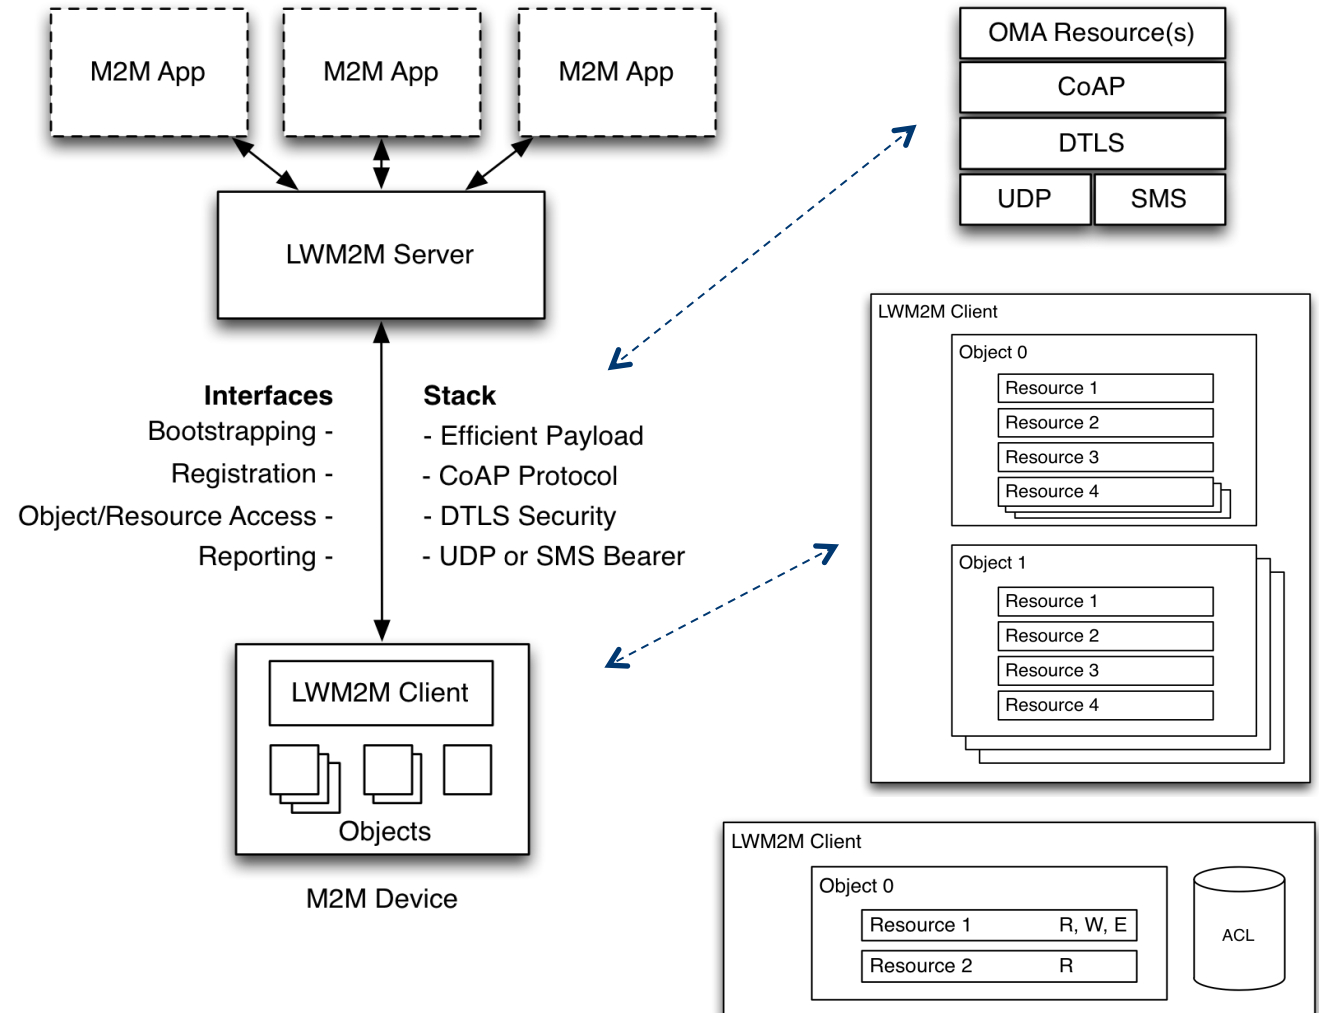 M2M App
M2M App
M2M App
LWM2M Server
Interfaces
Bootstrapping -
Registration -
Object/Resource Access -
Reporting -
Stack
- Efficient Payload
- CoAP Protocol
- DTLS Security
- UDP or SMS Bearer
LWM2M Client
Objects
M2M Device
OMA Resource(s)
CoAP
DTLS
UDP
SMS
LWM2M Client
Object 0
Resource 1
Resource 2
Resource 3
Resource 4
Object 1
Resource 1
Resource 2
Resource 3
Resource 4
LWM2M Client
Object 0
Resource 1 R, W, E
Resource 2 R
ACL